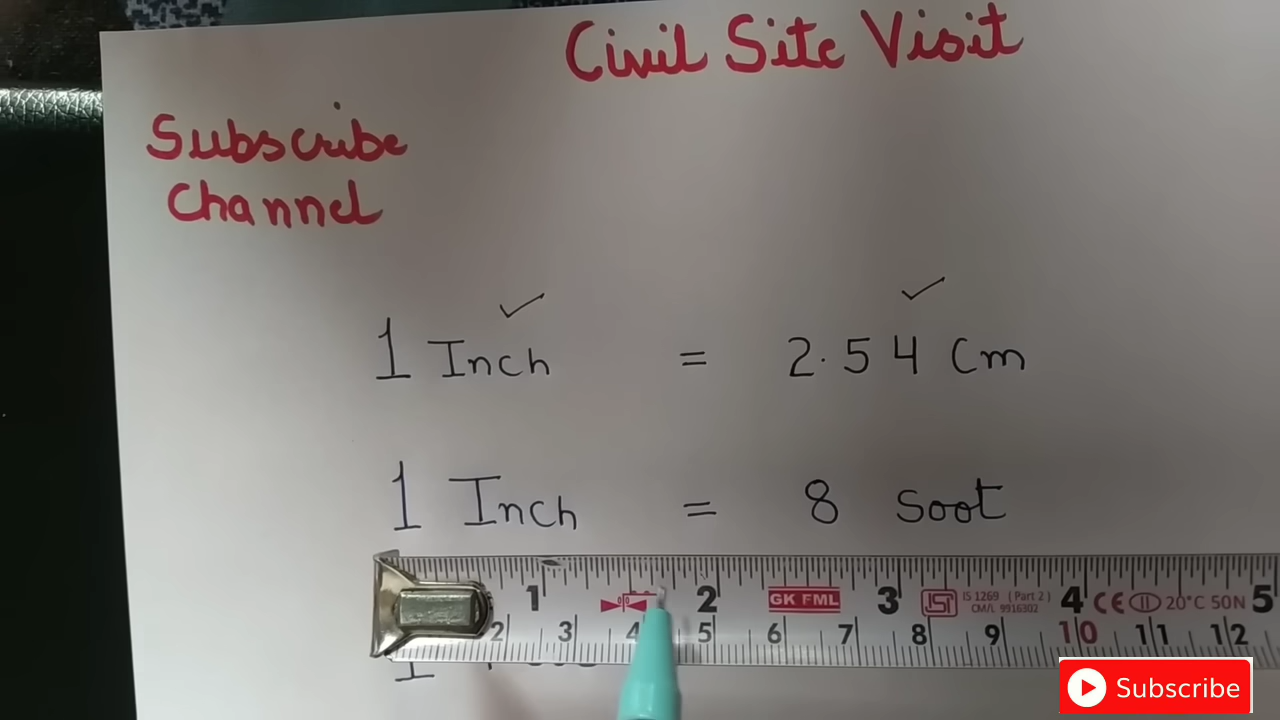 Civil Site Visit
Subscribe
Channel
1 Inch = 2.54 Cm
1 Inch = 8 Soot
1 2 GK FML 3 IS 1269 (Part 2) 4 CE II 20°C 50N 5
CM/L 9916302
2 3 4 5 6 7 8 9 10 11 12
1
Subscribe